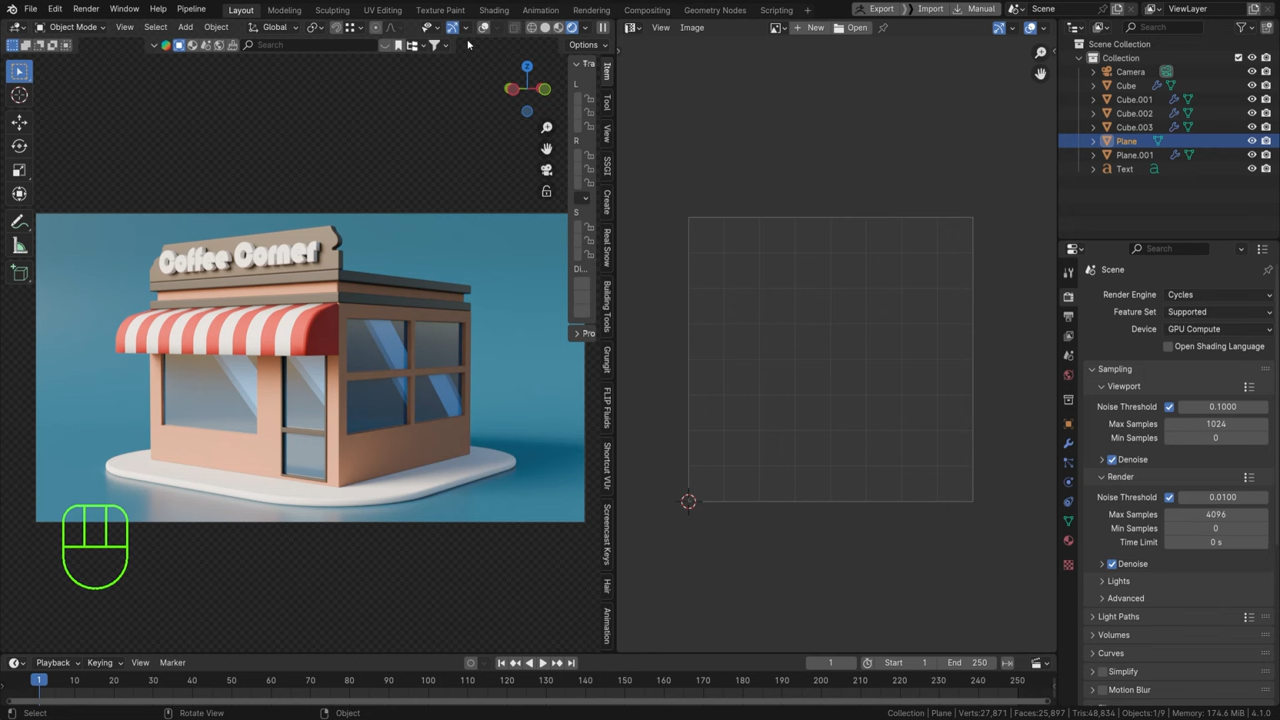 File Edit Render Window Help Pipeline Layout Modeling Sculpting UV Editing Texture Paint Shading Animation Rendering Compositing Geometry Nodes Scripting Export Import Manual Scene ViewLayer
Object Mode View Select Add Object Global
View Image New Open
Search
Search
Options
Scene Collection
Collection
Camera
Cube
Cube.001
Cube.002
Cube.003
Plane
Plane.001
Text
Z
Tra
L
R
S
Di...
Pro
Item
Tool
View
SSGI
Create
Real Snow
Building Tools
Grungit
FLIP Fluids
Shortcut VUr
Screencast Keys
Hair
Animation
Coffee Corner
Search
Scene
Render Engine Cycles
Feature Set Supported
Device GPU Compute
Open Shading Language
Sampling
Viewport
Noise Threshold 0.1000
Max Samples 1024
Min Samples 0
Denoise
Render
Noise Threshold 0.0100
Max Samples 4096
Min Samples 0
Time Limit 0 s
Denoise
Lights
Advanced
Light Paths
Volumes
Curves
Simplify
Motion Blur
Playback Keying View Marker 1 Start 1 End 250
1 10 20 30 40 50 60 70 80 90 100 110 120 130 140 150 160 170 180 190 200 210 220 230 240 250
Select Rotate View Object Collection | Plane | Verts:27,871 | Faces:25,897 | Tris:48,834 | Objects:1/9 | Memory: 174.6 MiB | 4.1.0